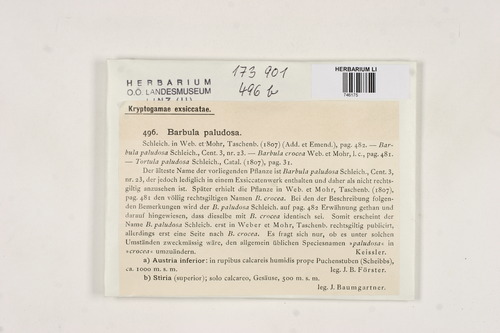 173 901
496 b
HERBARIUM
O.Ö. LANDESMUSEUM
LINZ (LI)
HERBARIUM LI
746175
Kryptogamae exsiccatae.
496. Barbula paludosa.
Schleich. in Web. et Mohr, Taschenb. (1807) (Add. et Emend.), pag. 482. — Bar-
bula paludosa Schleich., Cent. 3, nr. 23. — Barbula crocea Web. et Mohr, l. c., pag. 481.
— Tortula paludosa Schleich., Catal. (1807), pag. 31.
Der älteste Name der vorliegenden Pflanze ist Barbula paludosa Schleich., Cent. 3,
nr. 23, der jedoch lediglich in einem Exsiccatenwerk enthalten und daher als nicht rechts-
giltig anzusehen ist. Später erhielt die Pflanze in Web. et Mohr, Taschenb. (1807),
pag. 481 den völlig rechtsgiltigen Namen B. crocea. Bei den der Beschreibung folgen-
den Bemerkungen wird der B. paludosa Schleich. auf pag. 482 Erwähnung gethan und
darauf hingewiesen, dass dieselbe mit B. crocea identisch sei. Somit erscheint der
Name B. paludosa Schleich. erst in Weber et Mohr, Taschenb. rechtsgiltig publicirt,
allerdings erst eine Seite nach B. crocea. Es fragt sich nur, ob es unter solchen
Umständen zweckmässig wäre, den allgemein üblichen Speciesnamen »paludosa« in
»crocea« umzuändern. Keissler.
a) Austria inferior: in rupibus calcareis humidis prope Puchenstuben (Scheibbs),
ca. 1000 m. s. m. leg. J. B. Förster.
b) Stiria (superior); solo calcareo, Gesäuse, 500 m. s. m.
leg. J. Baumgartner.